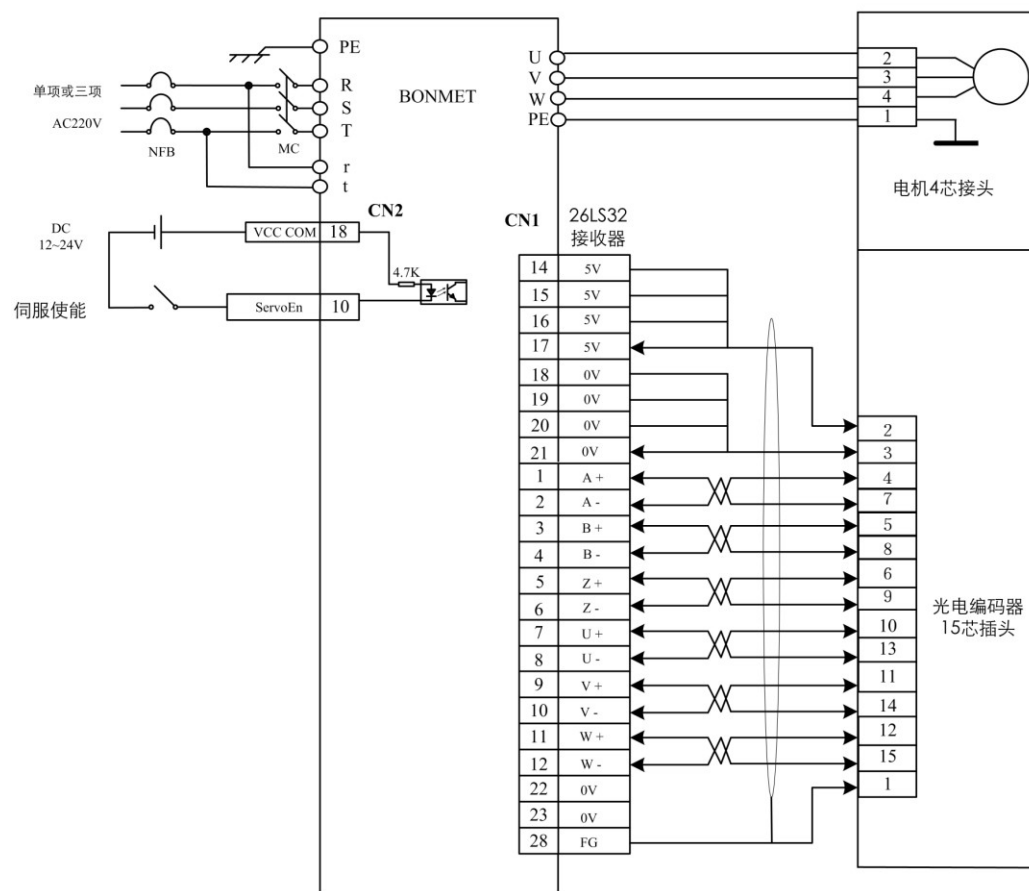 PE
R
S
T
r
t
单项或三项
AC220V
NFB
MC
BONMET
U
V
W
PE
2
3
4
1
电机4芯接头
DC
12~24V
VCC COM 18
CN2
4.7K
伺服使能
ServoEn 10
CN1
26LS32
接收器
14 5V
15 5V
16 5V
17 5V
18 0V
19 0V
20 0V
21 0V
1 A +
2 A -
3 B +
4 B -
5 Z +
6 Z -
7 U +
8 U -
9 V +
10 V -
11 W +
12 W -
22 0V
23 0V
28 FG
2
3
4
7
5
8
6
9
10
13
11
14
12
15
1
光电编码器
15芯插头